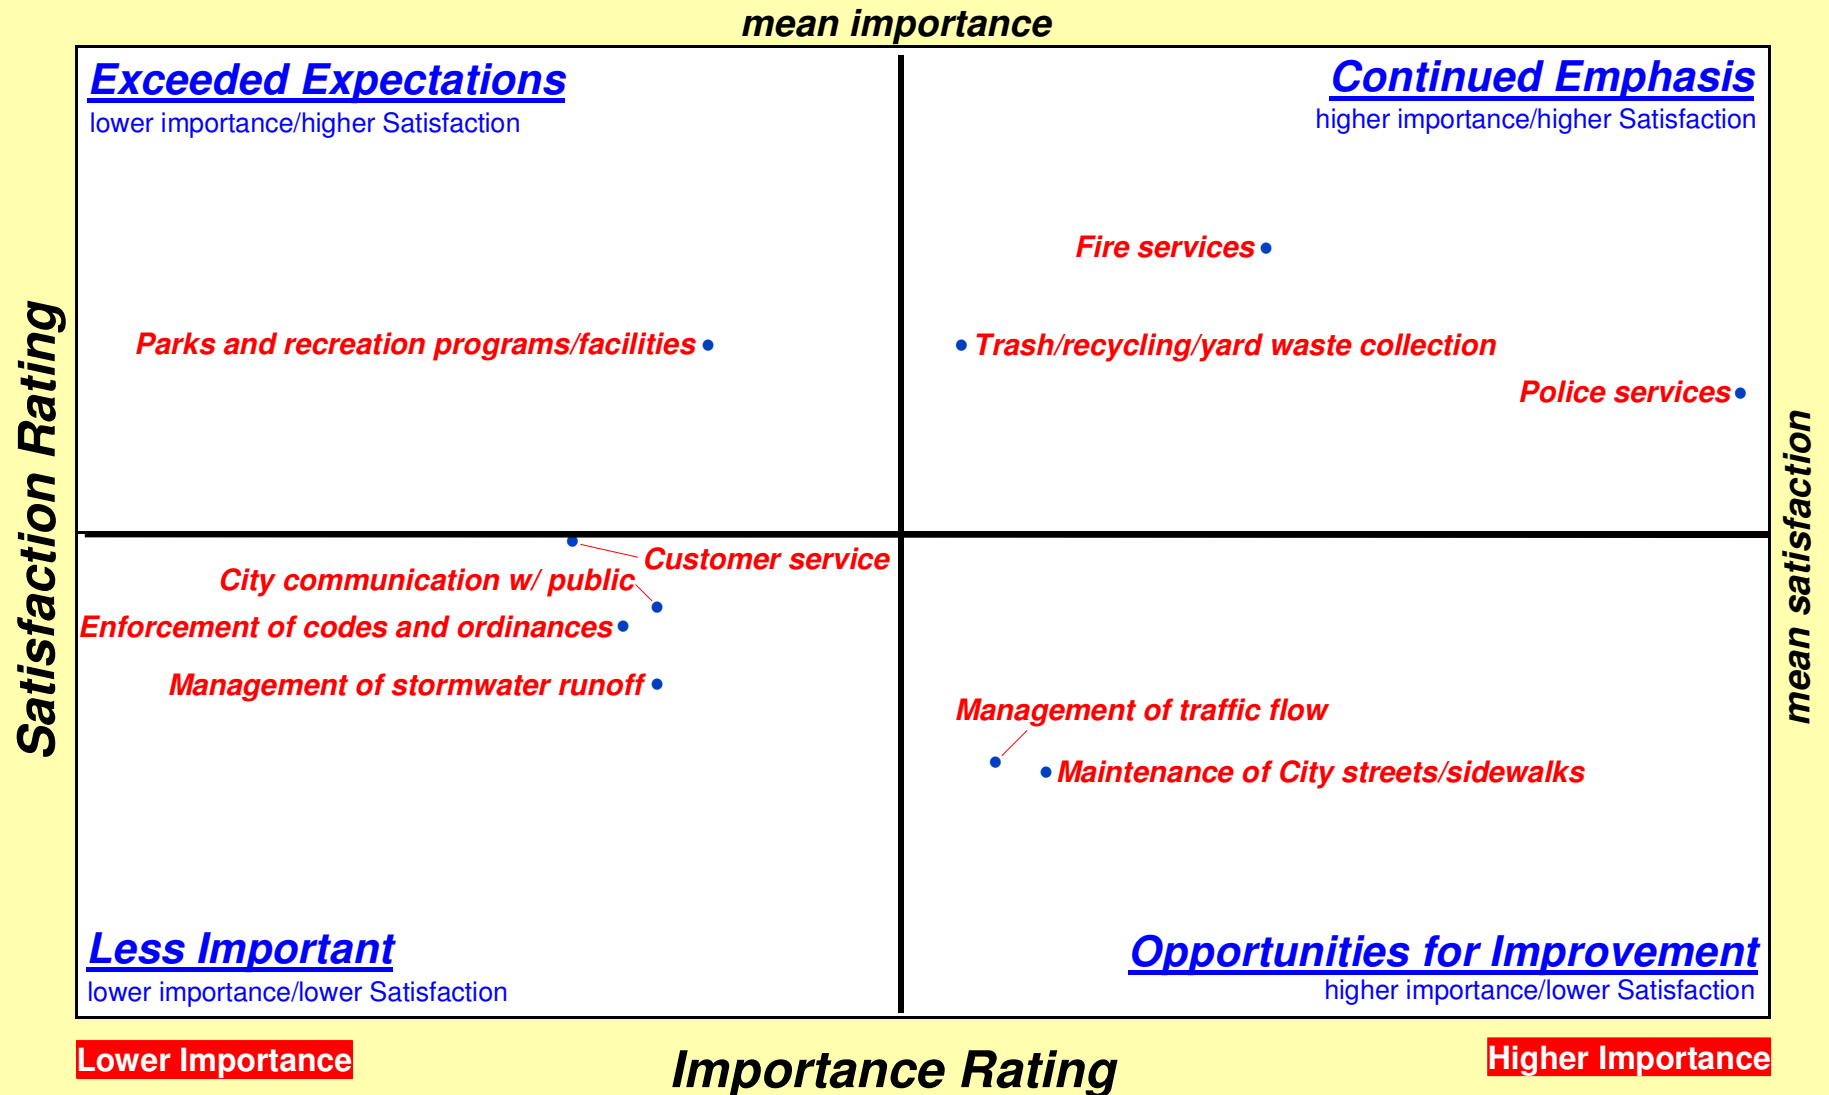 mean importance
Exceeded Expectations
lower importance/higher Satisfaction
Continued Emphasis
higher importance/higher Satisfaction
Fire services
Parks and recreation programs/facilities
Trash/recycling/yard waste collection
Police services
Satisfaction Rating
mean satisfaction
Customer service
City communication w/ public
Enforcement of codes and ordinances
Management of stormwater runoff
Management of traffic flow
Maintenance of City streets/sidewalks
Less Important
lower importance/lower Satisfaction
Opportunities for Improvement
higher importance/lower Satisfaction
Lower Importance
Importance Rating
Higher Importance